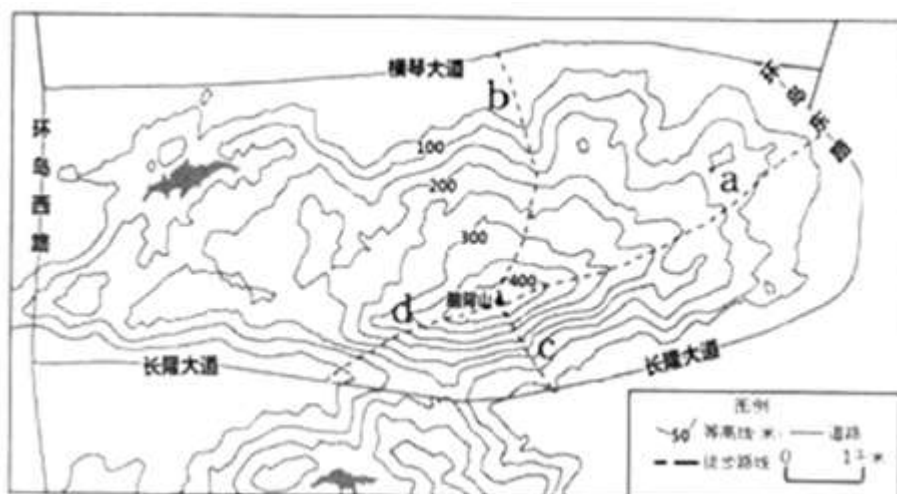 横琴大道
环岛东路
b
环岛西路
100
a
200
300
400
脑背山
d
c
长隆大道
长隆大道
图例
50
等高线/米
道路
徒步路线
0
1千米